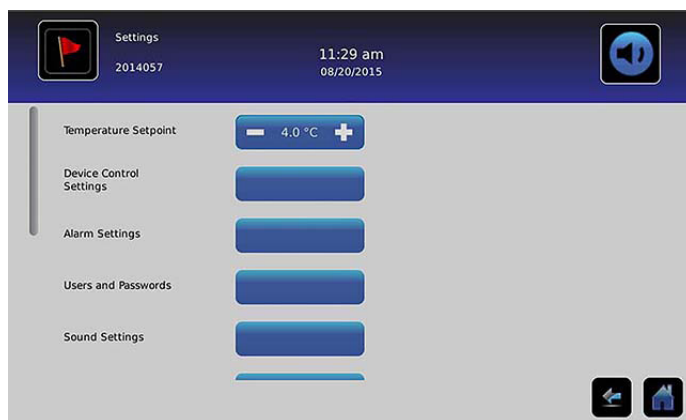 Settings
2014057
11:29 am
08/20/2015
Temperature Setpoint
4.0 °C
Device Control
Settings
Alarm Settings
Users and Passwords
Sound Settings